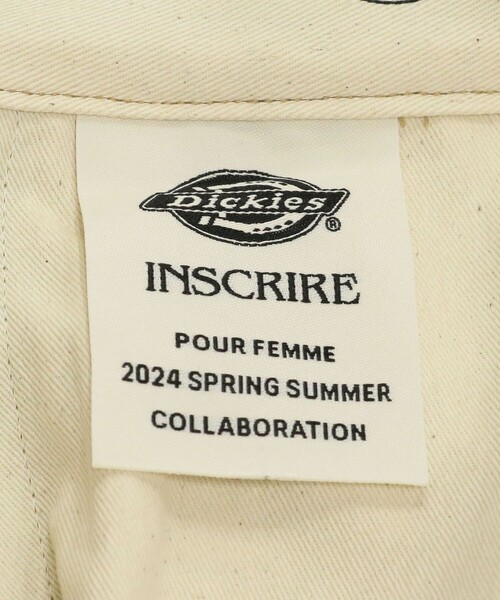 Dickies®
INSCRIRE
POUR FEMME
2024 SPRING SUMMER
COLLABORATION